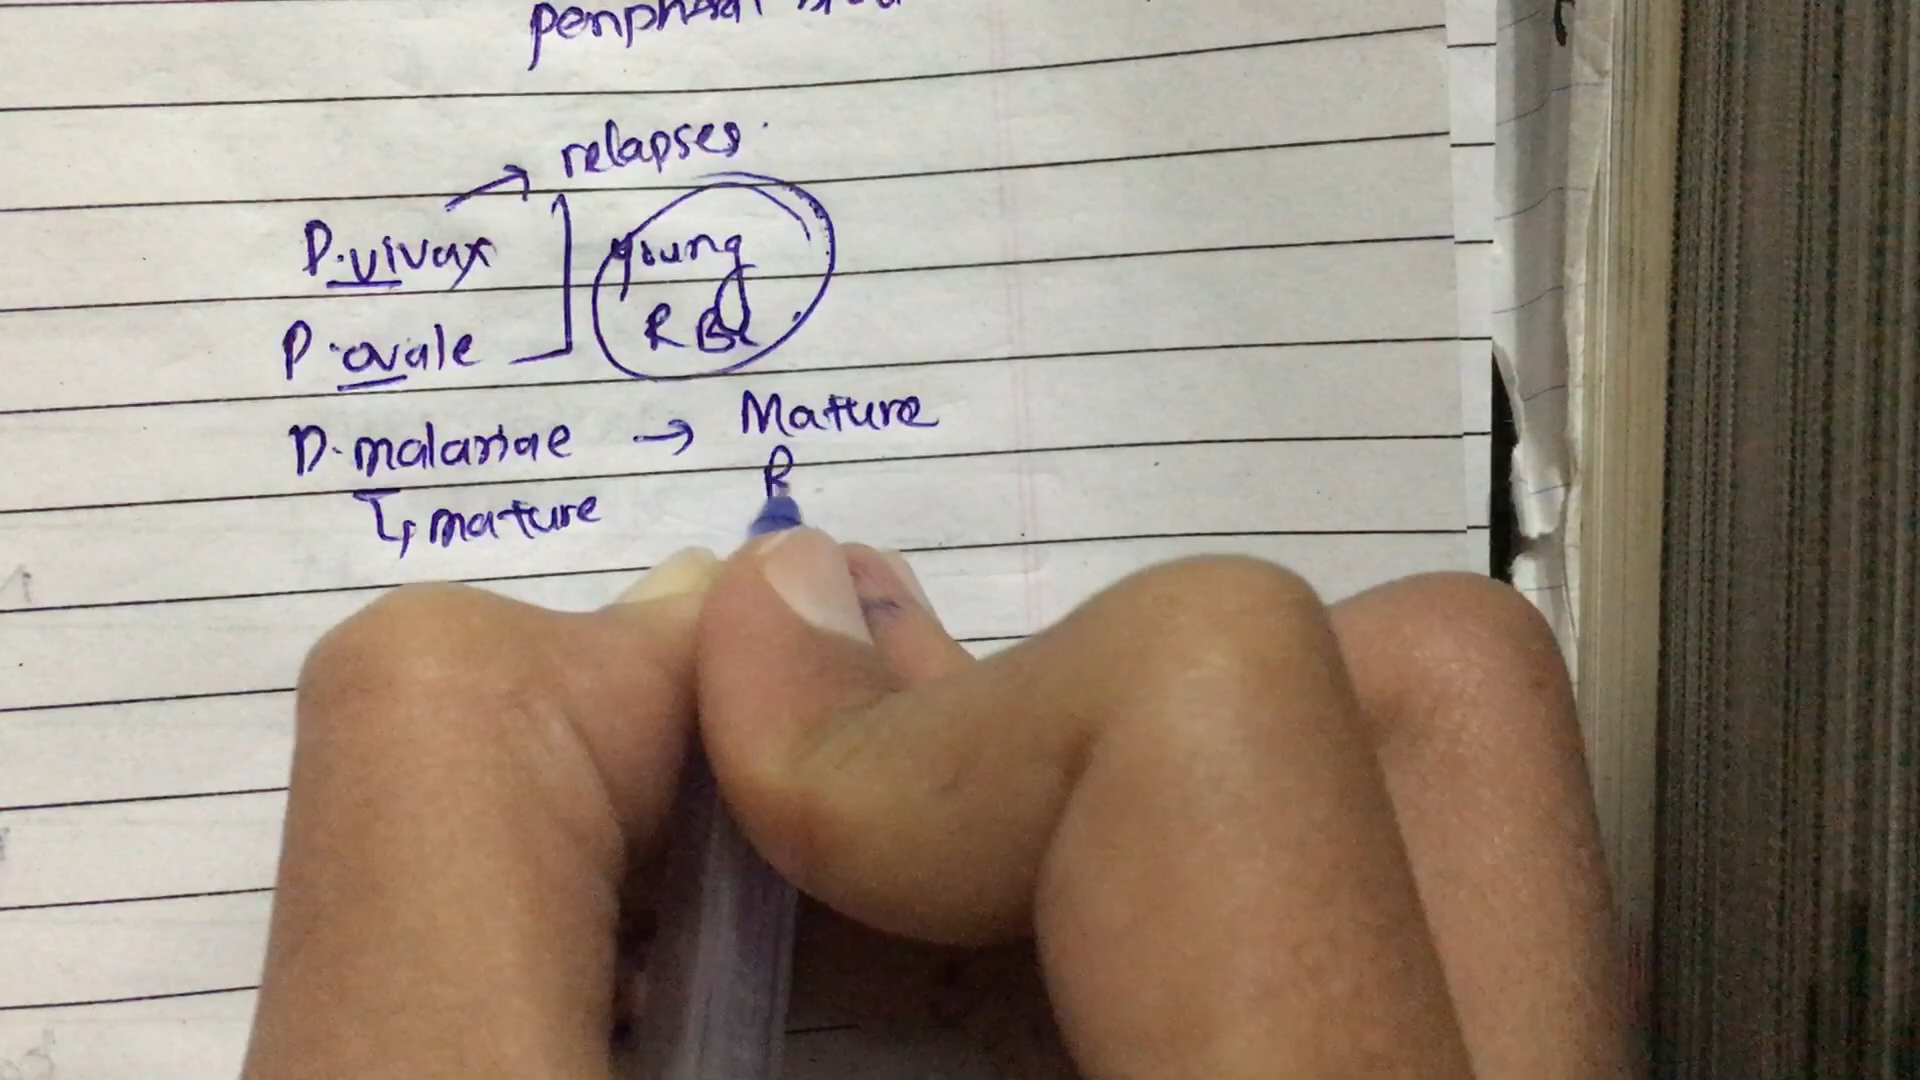 relapses.
P. vivax
young
RBC
P. ovale
P. malariae → Mature
R
↳ mature